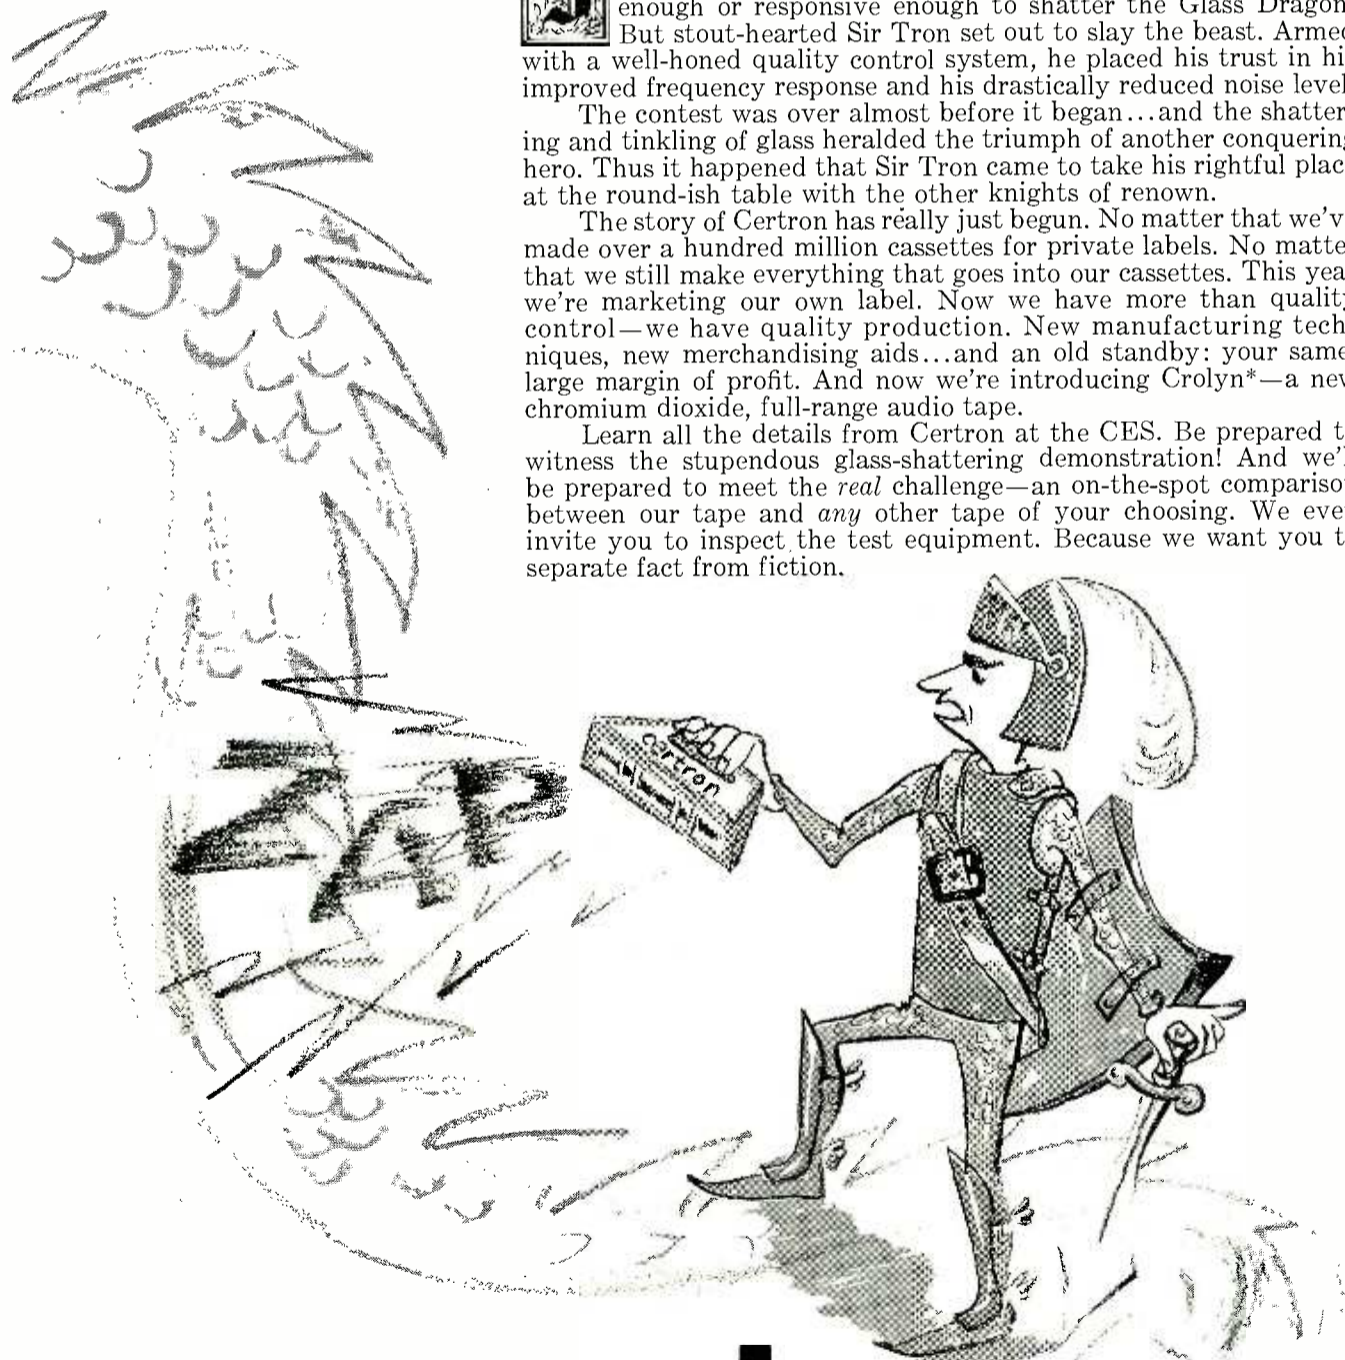 enough or responsive enough to shatter the Glass Dragon
But stout-hearted Sir Tron set out to slay the beast. Armed
with a well-honed quality control system, he placed his trust in hi
improved frequency response and his drastically reduced noise level
The contest was over almost before it began...and the shatter
ing and tinkling of glass heralded the triumph of another conquering
hero. Thus it happened that Sir Tron came to take his rightful plac
at the round-ish table with the other knights of renown.
The story of Certron has really just begun. No matter that we'v
made over a hundred million cassettes for private labels. No matte
that we still make everything that goes into our cassettes. This yea
we're marketing our own label. Now we have more than quality
control—we have quality production. New manufacturing tech
niques, new merchandising aids...and an old standby: your same
large margin of profit. And now we're introducing Crolyn*—a new
chromium dioxide, full-range audio tape.
Learn all the details from Certron at the CES. Be prepared t
witness the stupendous glass-shattering demonstration! And we'l
be prepared to meet the real challenge—an on-the-spot compariso
between our tape and any other tape of your choosing. We eve
invite you to inspect the test equipment. Because we want you t
separate fact from fiction.
certron
ZAP